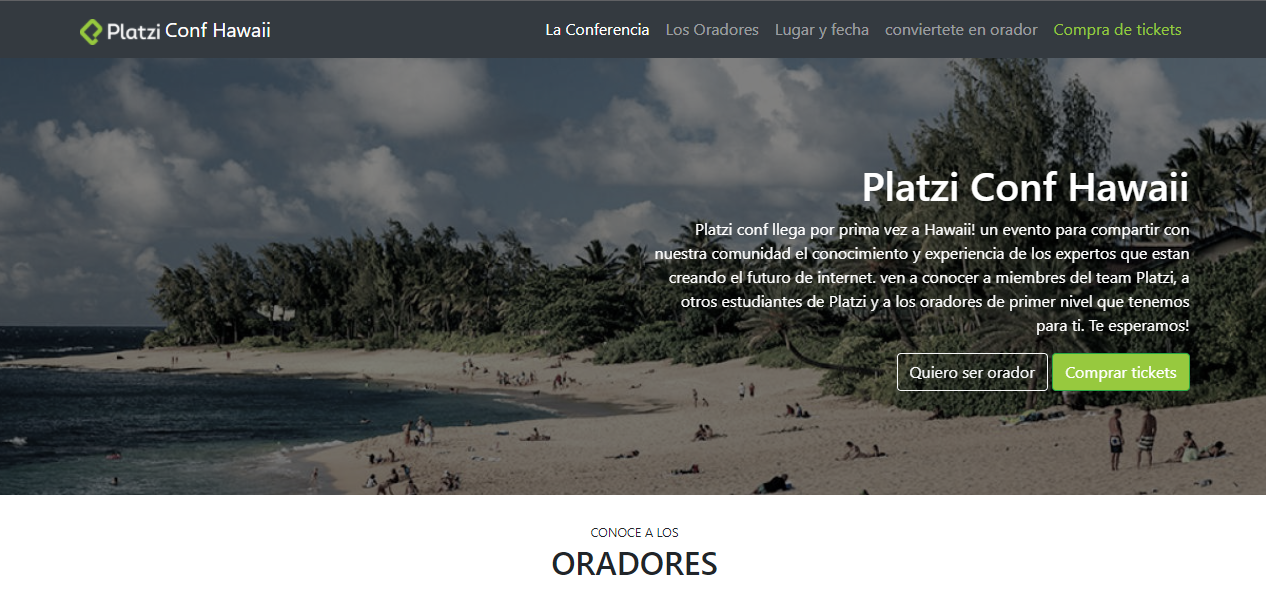 Platzi Conf Hawaii
La Conferencia
Los Oradores
Lugar y fecha
conviertete en orador
Compra de tickets
Platzi Conf Hawaii
Platzi conf llega por prima vez a Hawaii! un evento para compartir con
nuestra comunidad el conocimiento y experiencia de los expertos que estan
creando el futuro de internet. ven a conocer a miembros del team Platzi, a
otros estudiantes de Platzi y a los oradores de primer nivel que tenemos
para ti. Te esperamos!
Quiero ser orador
Comprar tickets
CONOCE A LOS
ORADORES